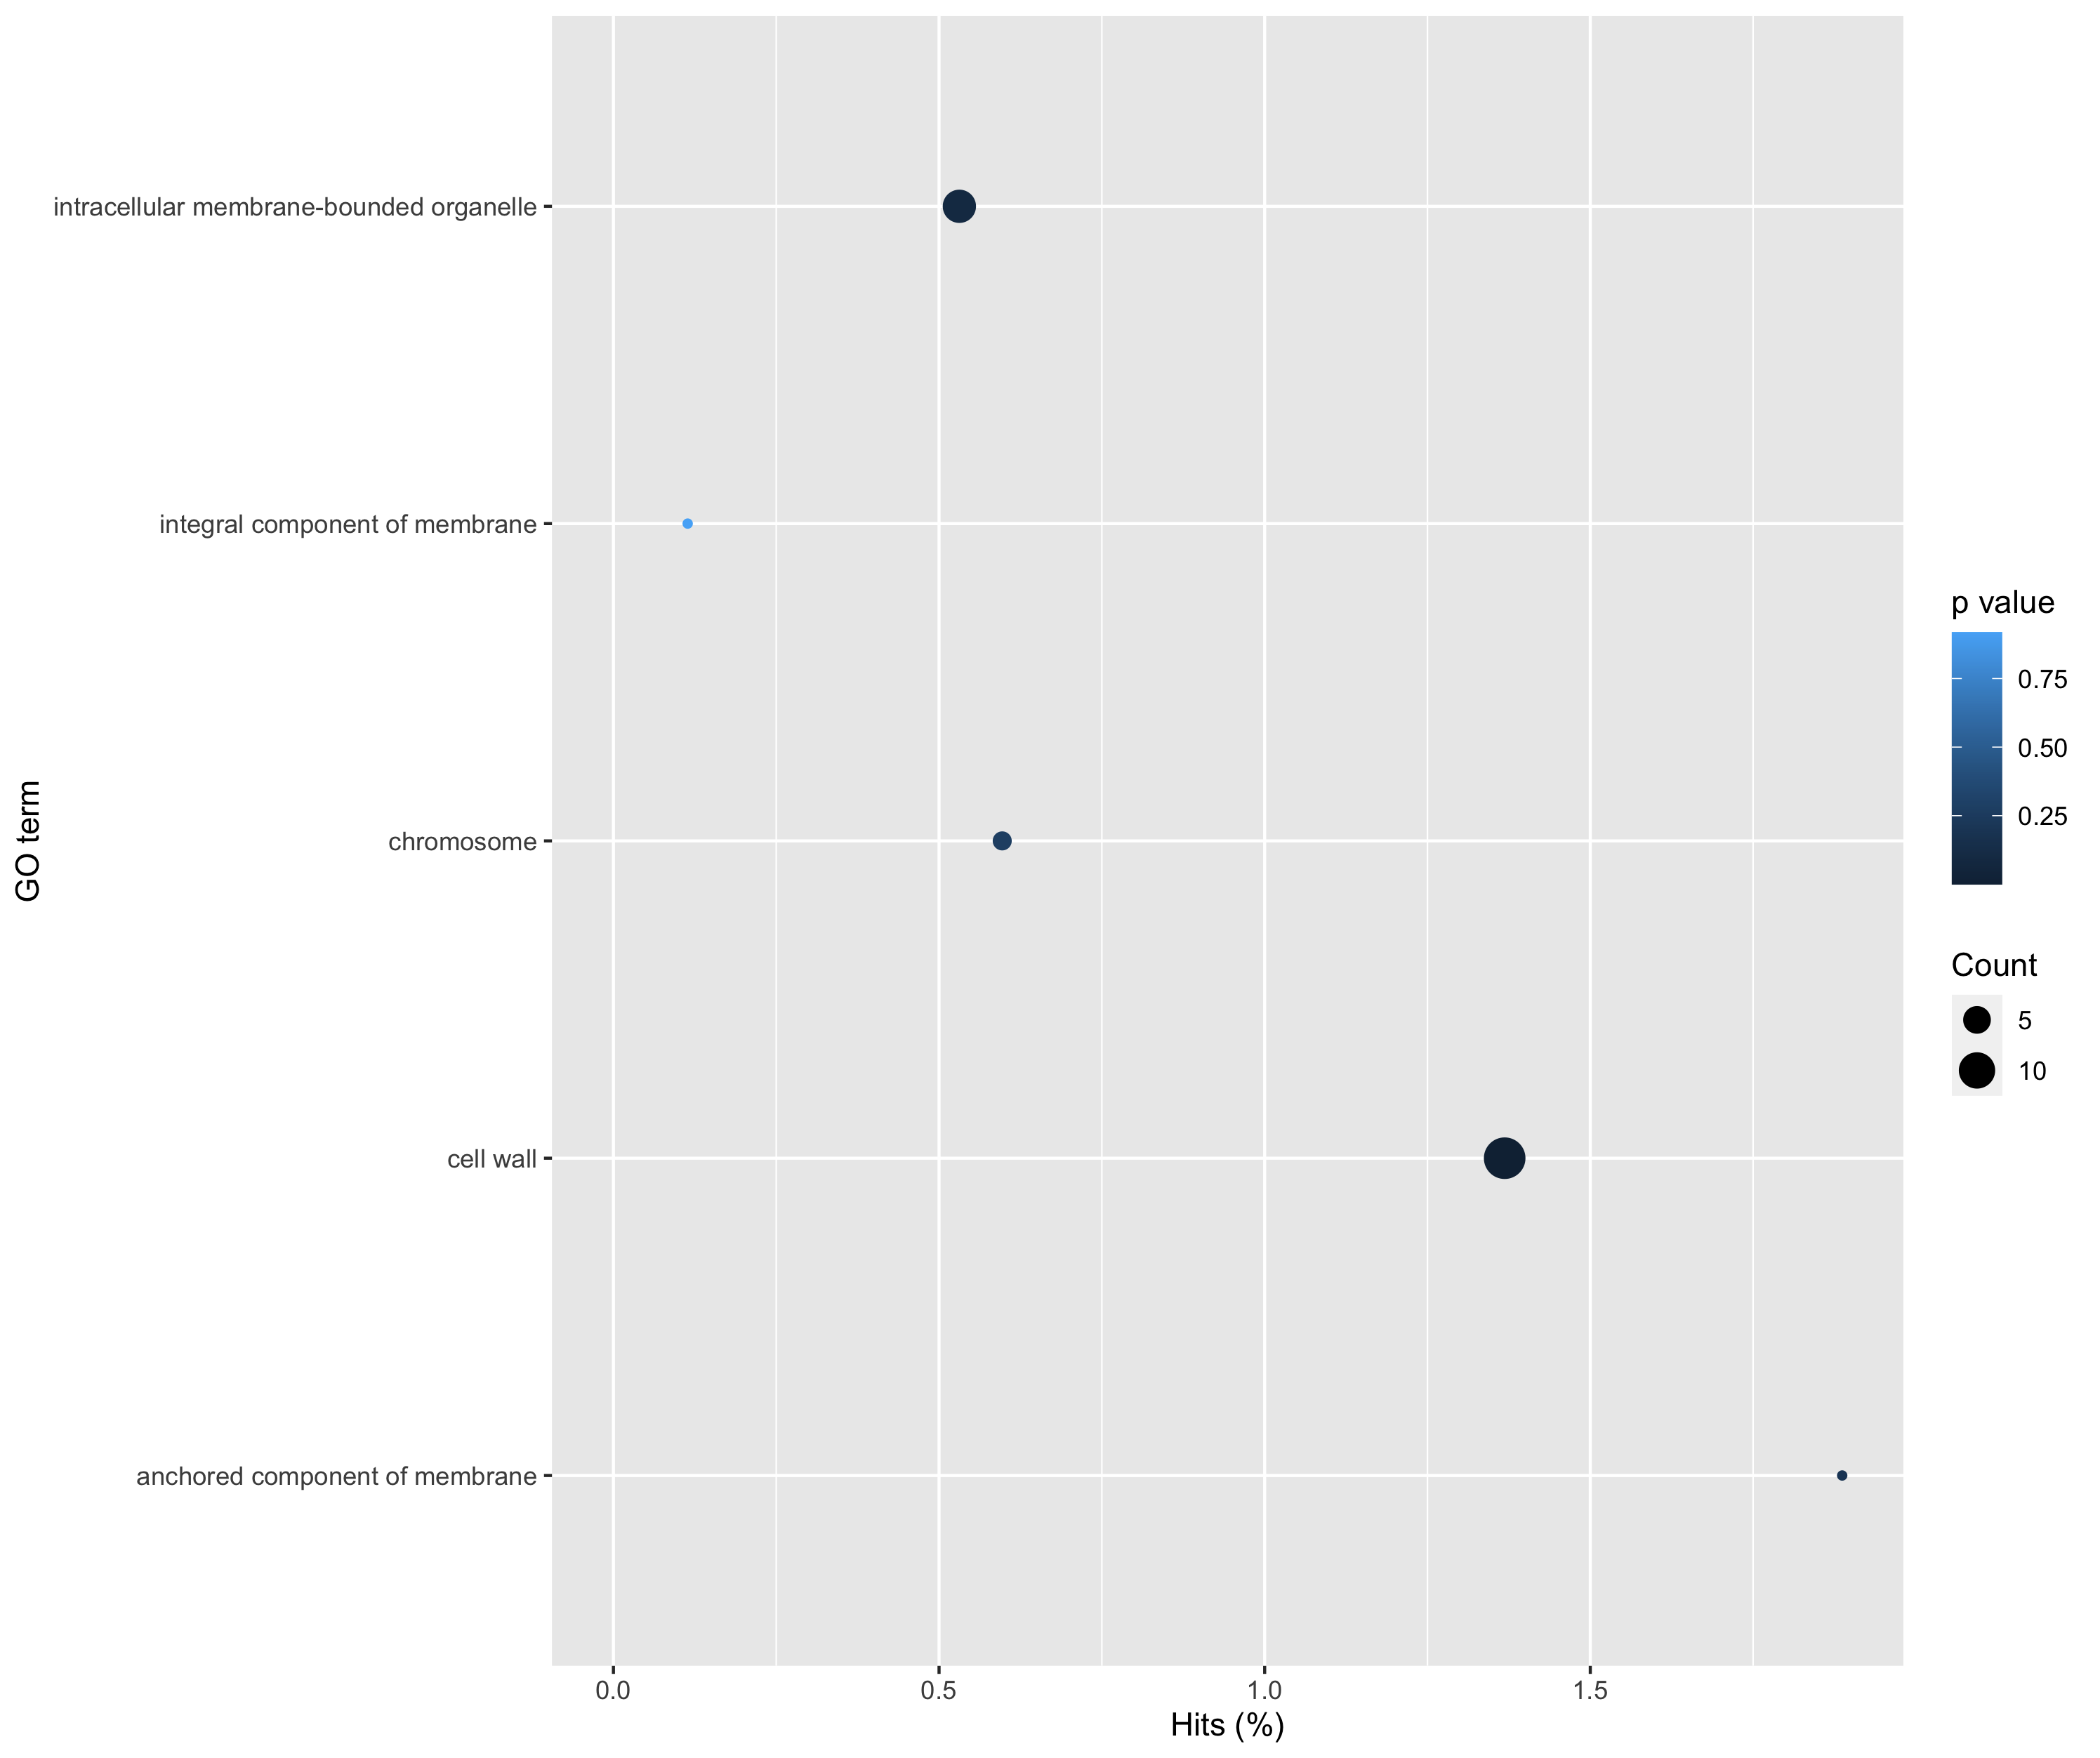 GO term
intracellular membrane-bounded organelle
integral component of membrane
chromosome
cell wall
anchored component of membrane
0.0 0.5 1.0 1.5
Hits (%)
p value
0.75
0.50
0.25
Count
5
10